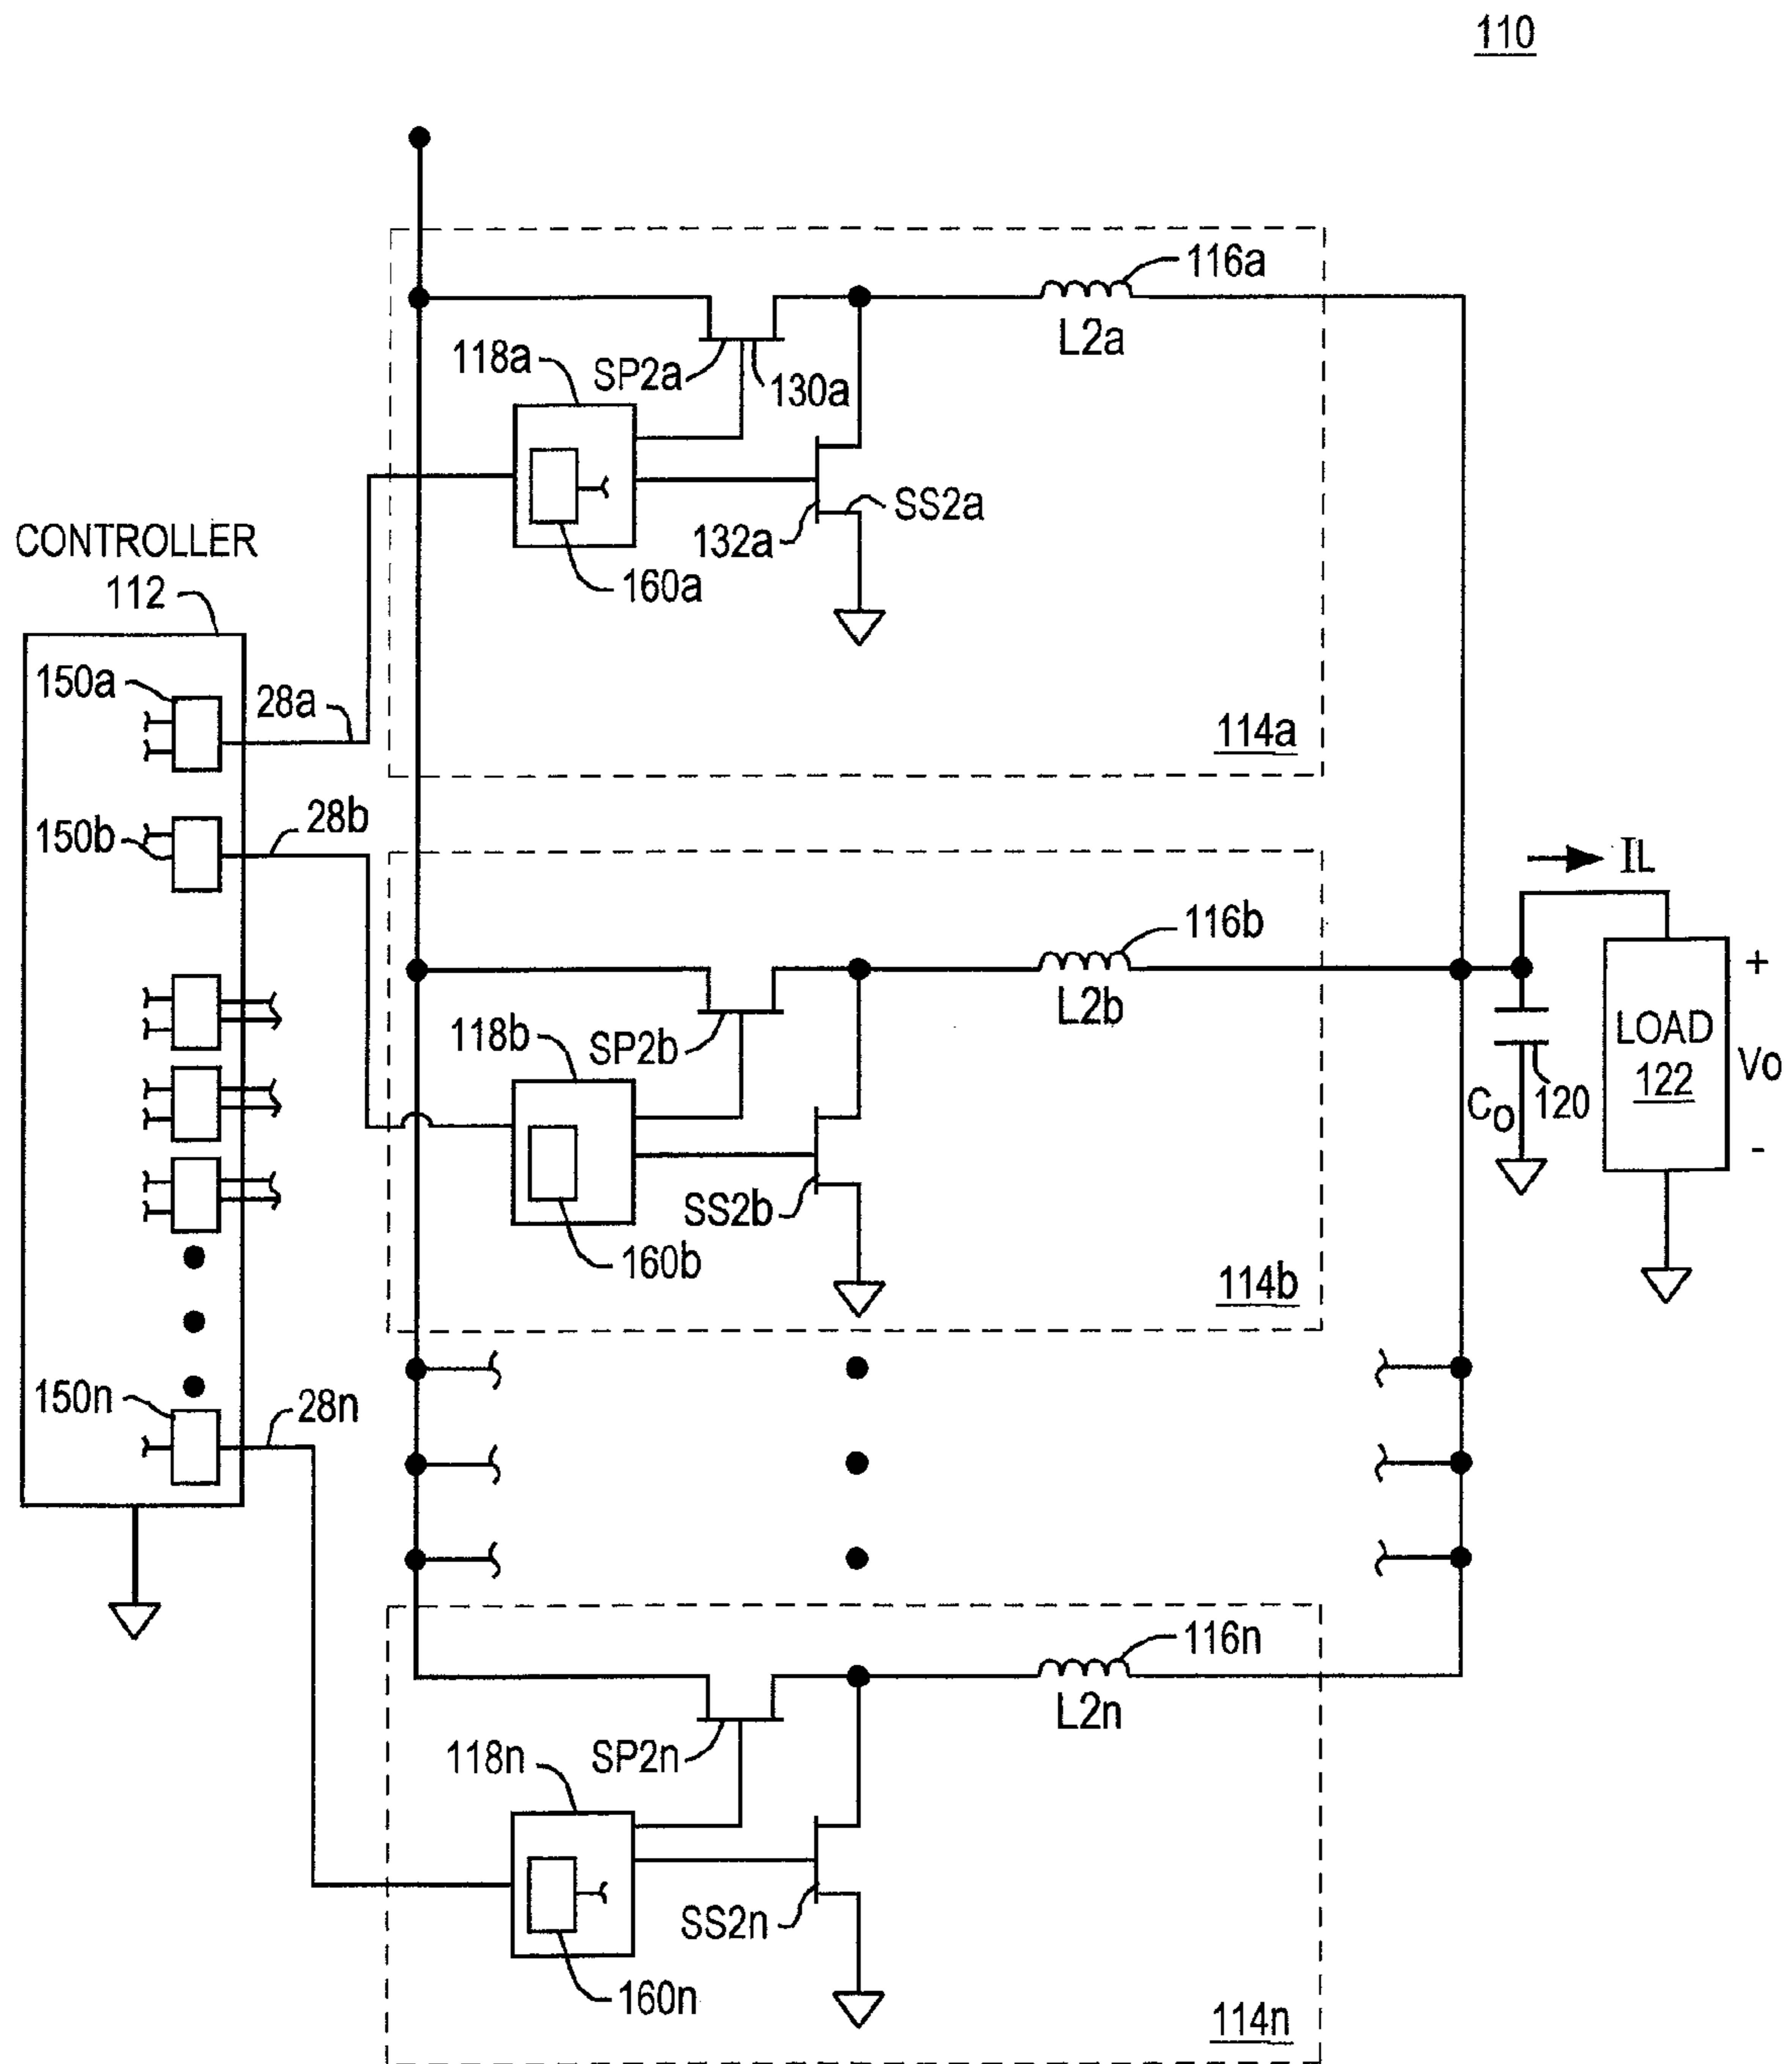 110
116a
L2a
118a
SP2a
130a
SS2a
132a
160a
CONTROLLER
112
150a
28a
114a
150b
28b
IL
116b
L2b
118b
SP2b
LOAD
122
+
Vo
-
Co
120
SS2b
160b
114b
150n
28n
116n
L2n
118n
SP2n
SS2n
160n
114n